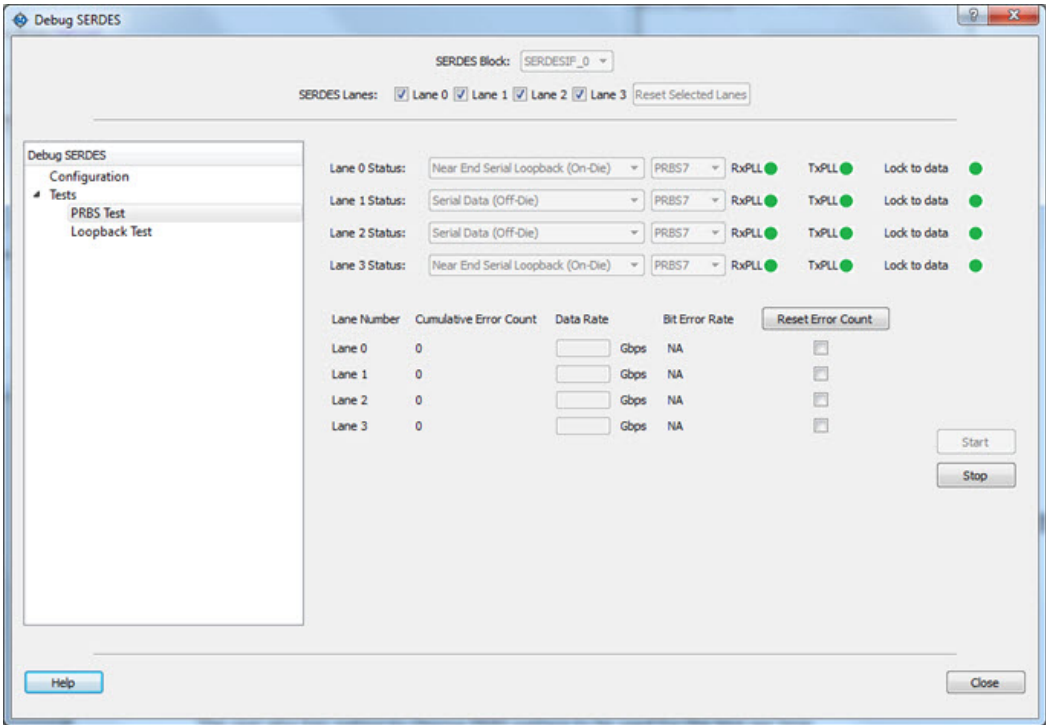 Debug SERDES
SERDES Block: SERDESIF_0
SERDES Lanes: Lane 0 Lane 1 Lane 2 Lane 3 Reset Selected Lanes
Debug SERDES
Configuration
Tests
PRBS Test
Loopback Test
Lane 0 Status: Near End Serial Loopback (On-Die) PRBS7 RxPLL TxPLL Lock to data
Lane 1 Status: Serial Data (Off-Die) PRBS7 RxPLL TxPLL Lock to data
Lane 2 Status: Serial Data (Off-Die) PRBS7 RxPLL TxPLL Lock to data
Lane 3 Status: Near End Serial Loopback (On-Die) PRBS7 RxPLL TxPLL Lock to data
Lane Number Cumulative Error Count Data Rate Bit Error Rate Reset Error Count
Lane 0 0 Gbps NA
Lane 1 0 Gbps NA
Lane 2 0 Gbps NA
Lane 3 0 Gbps NA
Start
Stop
Help Close